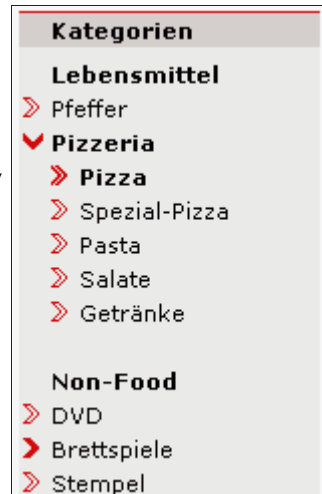 Kategorien
Lebensmittel
Pfeffer
Pizzeria
Pizza
Spezial-Pizza
Pasta
Salate
Getränke
Non-Food
DVD
Brettspiele
Stempel